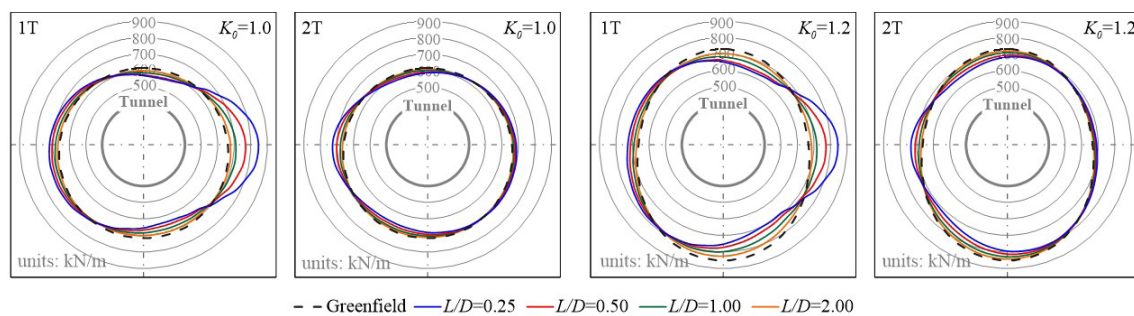 1T
K₀=1.0
900
800
700
600
500
Tunnel
units: kN/m
2T
K₀=1.0
900
800
700
600
500
Tunnel
units: kN/m
1T
K₀=1.2
900
800
700
600
500
Tunnel
units: kN/m
2T
K₀=1.2
900
800
700
600
500
Tunnel
units: kN/m
Greenfield L/D=0.25 L/D=0.50 L/D=1.00 L/D=2.00